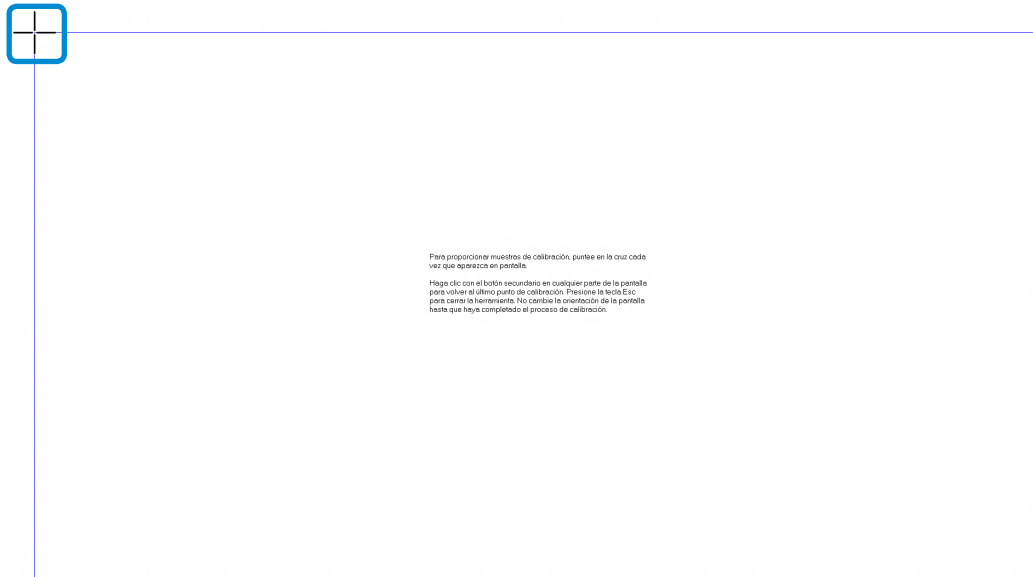 Para proporcionar muestras de calibración, puntee en la cruz cada
vez que aparezca en pantalla.
Haga clic con el botón secundario en cualquier parte de la pantalla
para volver al último punto de calibración. Presione la tecla Esc
para cerrar la herramienta. No cambie la orientación de la pantalla
hasta que haya completado el proceso de calibración.